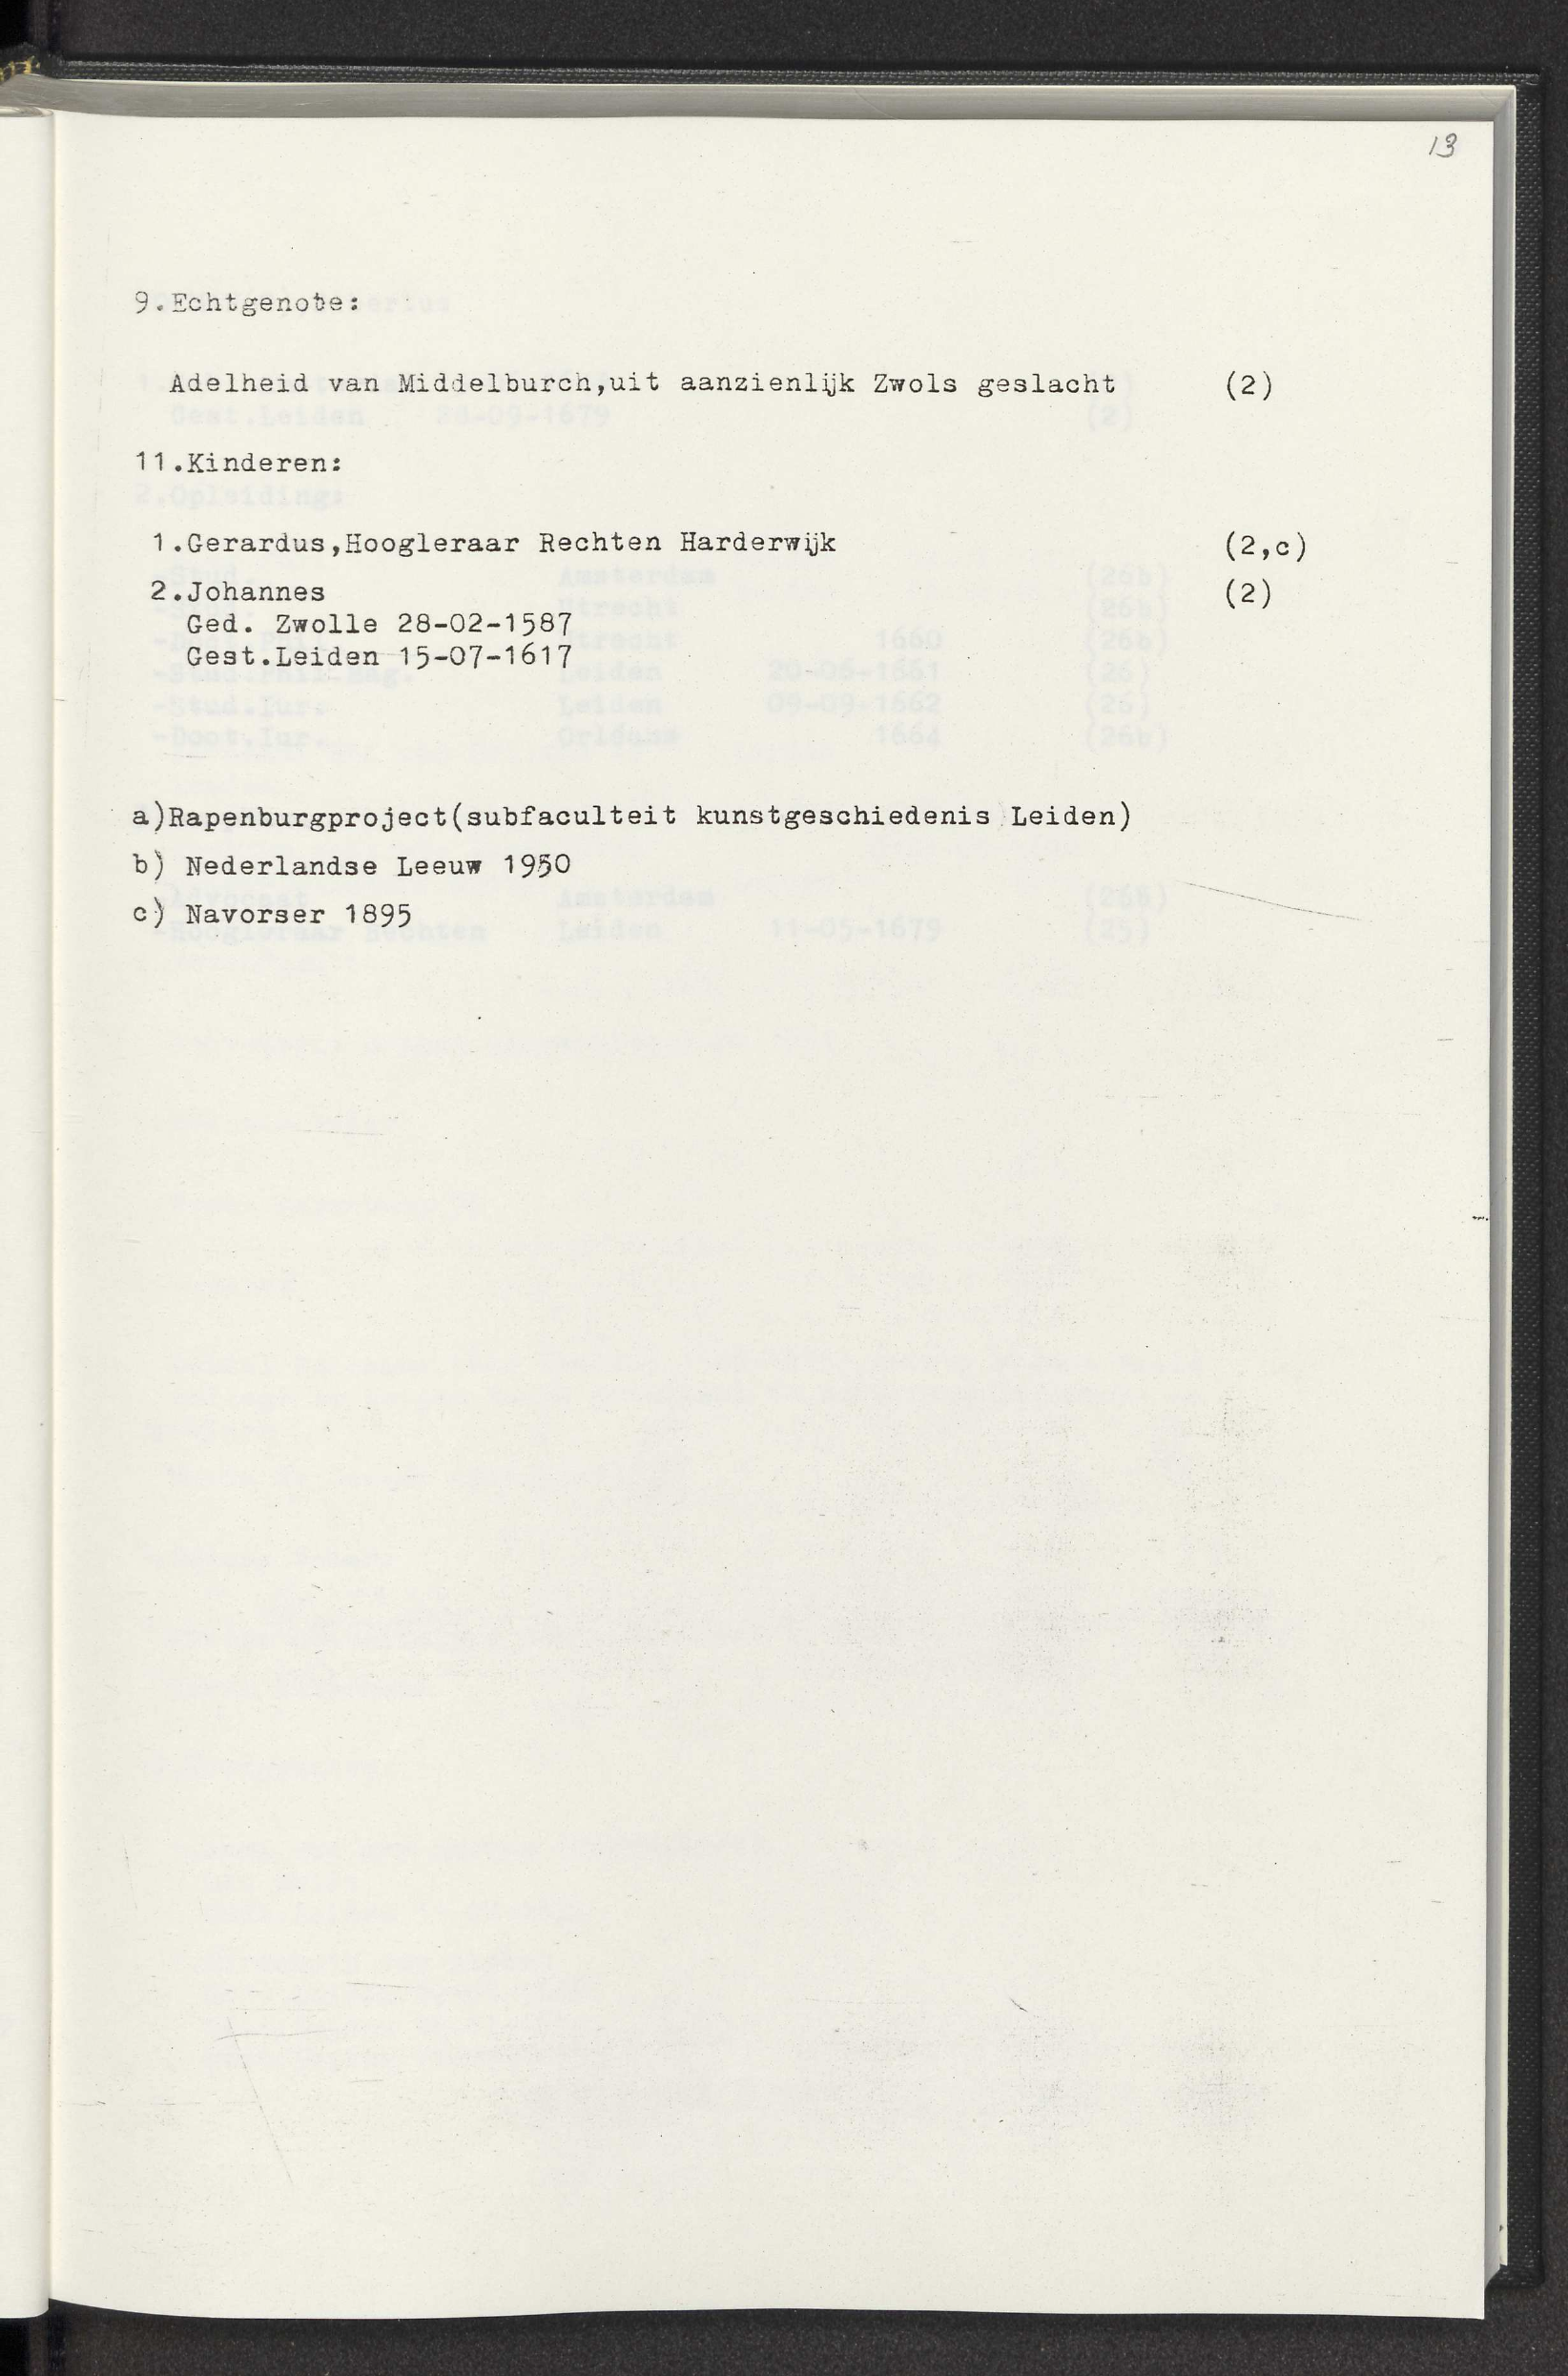 13
9.Echtgenote:
Adelheid van Middelburch,uit aanzienlijk Zwols geslacht (2)
11.Kinderen:
1.Gerardus,Hoogleraar Rechten Harderwijk (2,c)
2.Johannes (2)
Ged. Zwolle 28-02-1587
Gest.Leiden 15-07-1617
a)Rapenburgproject(subfaculteit kunstgeschiedenis Leiden)
b) Nederlandse Leeuw 1950
c) Navorser 1895